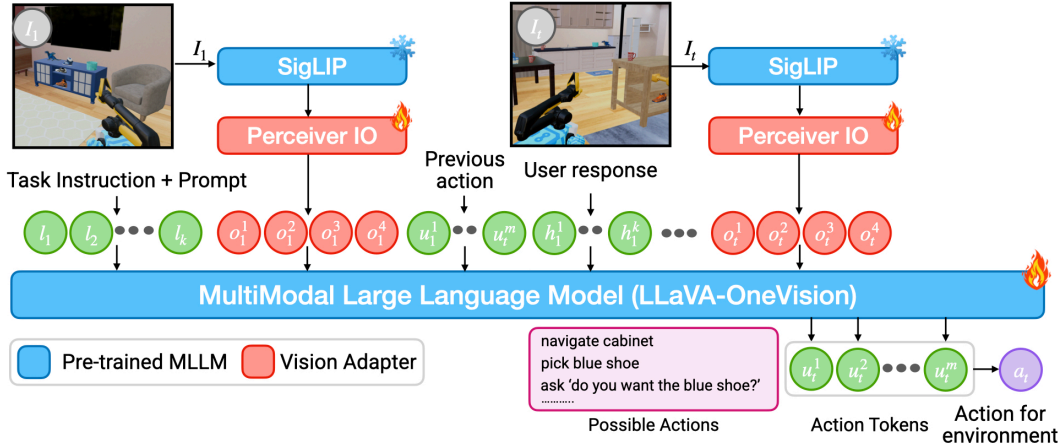 I₁
I₁
SigLIP
Perceiver IO
Iₜ
Iₜ
SigLIP
Perceiver IO
Task Instruction + Prompt
Previous
action
User response
l₁ l₂ ••• lₖ o₁¹ o₁² o₁³ o₁⁴ u₁¹ •• uₜᵐ h₁¹ •• h₁ᵏ •••• oₜ¹ oₜ² oₜ³ oₜ⁴
MultiModal Large Language Model (LLaVA-OneVision)
Pre-trained MLLM
Vision Adapter
navigate cabinet
pick blue shoe
ask ‘do you want the blue shoe?’
...........
Possible Actions
uₜ¹ uₜ² ••• uₜᵐ
aₜ
Action Tokens
Action for
environment